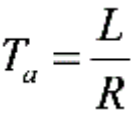 Tₐ = L/R